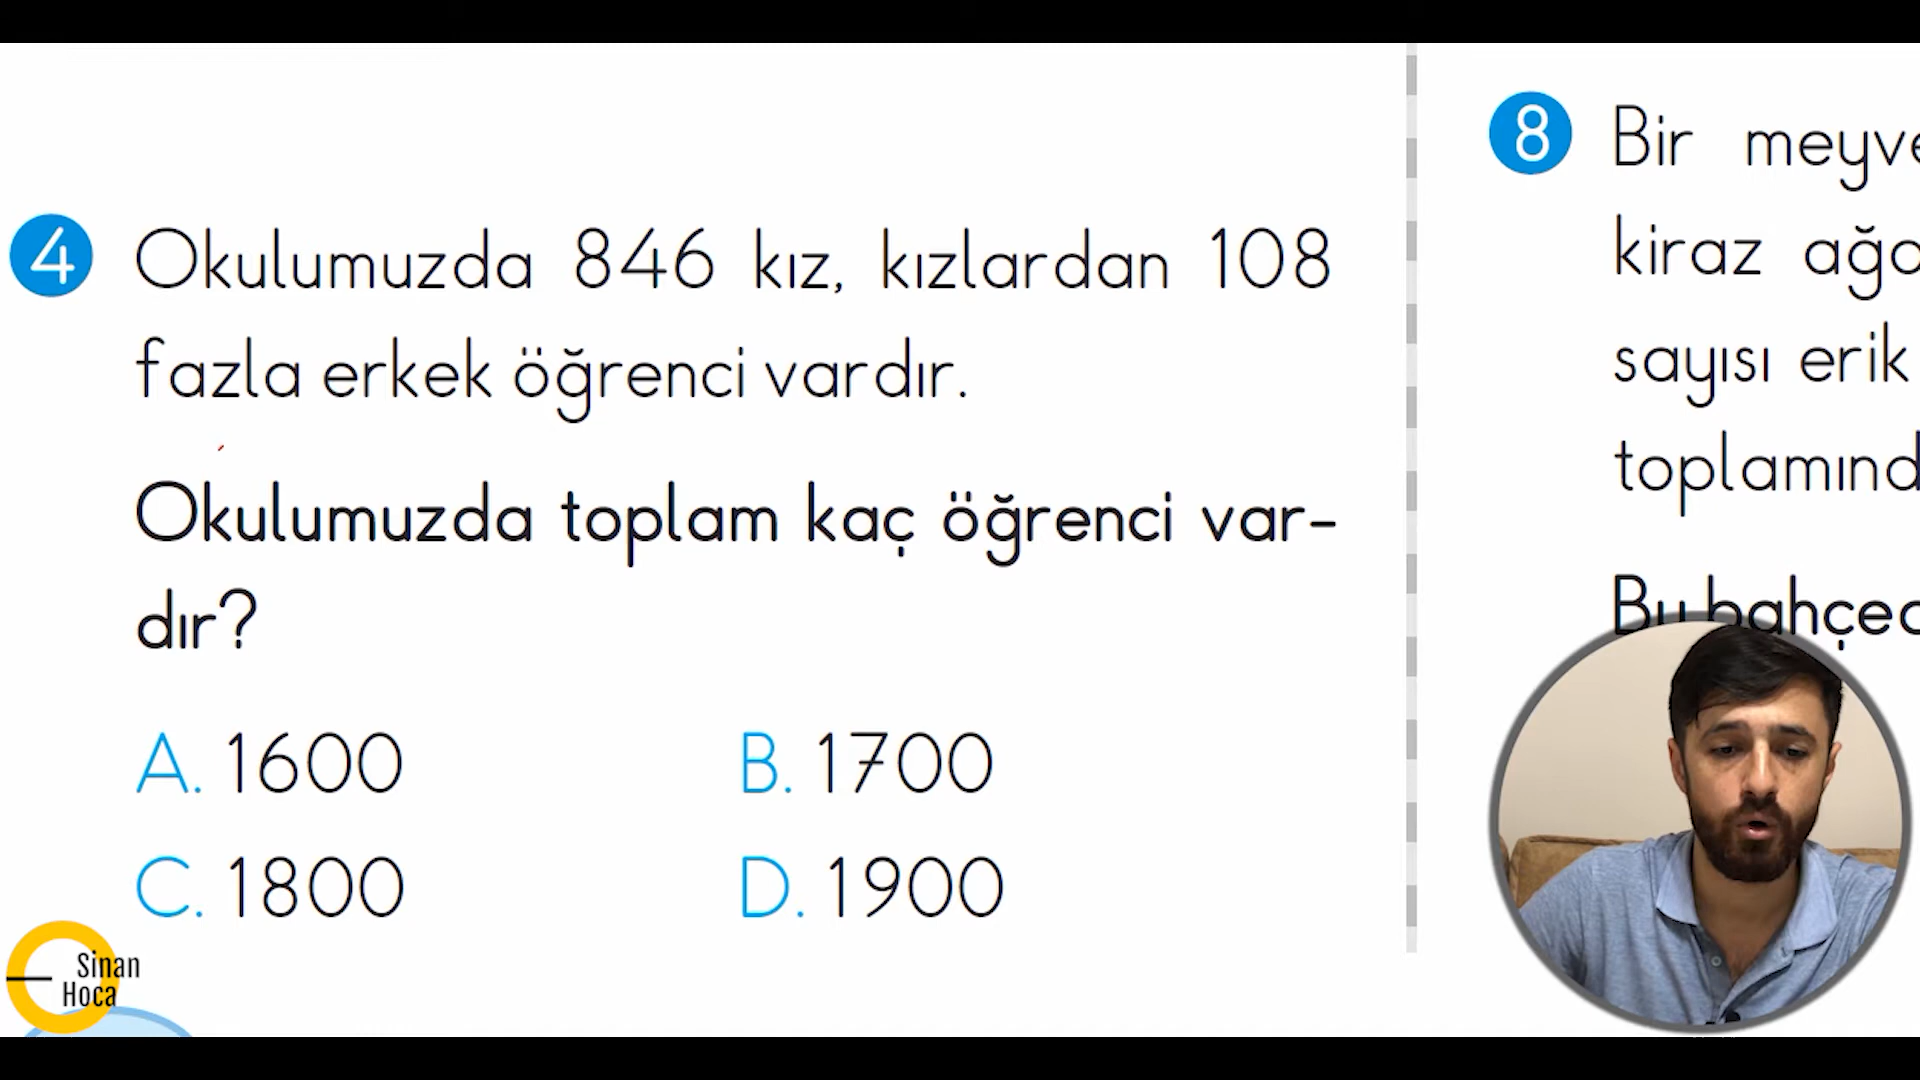 4 Okulumuzda 846 kız, kızlardan 108
fazla erkek öğrenci vardır.
Okulumuzda toplam kaç öğrenci var-
dır?
A. 1600
B. 1700
C. 1800
D. 1900
8 Bir
kiraz
sayısı erik
Sinan
Hoca